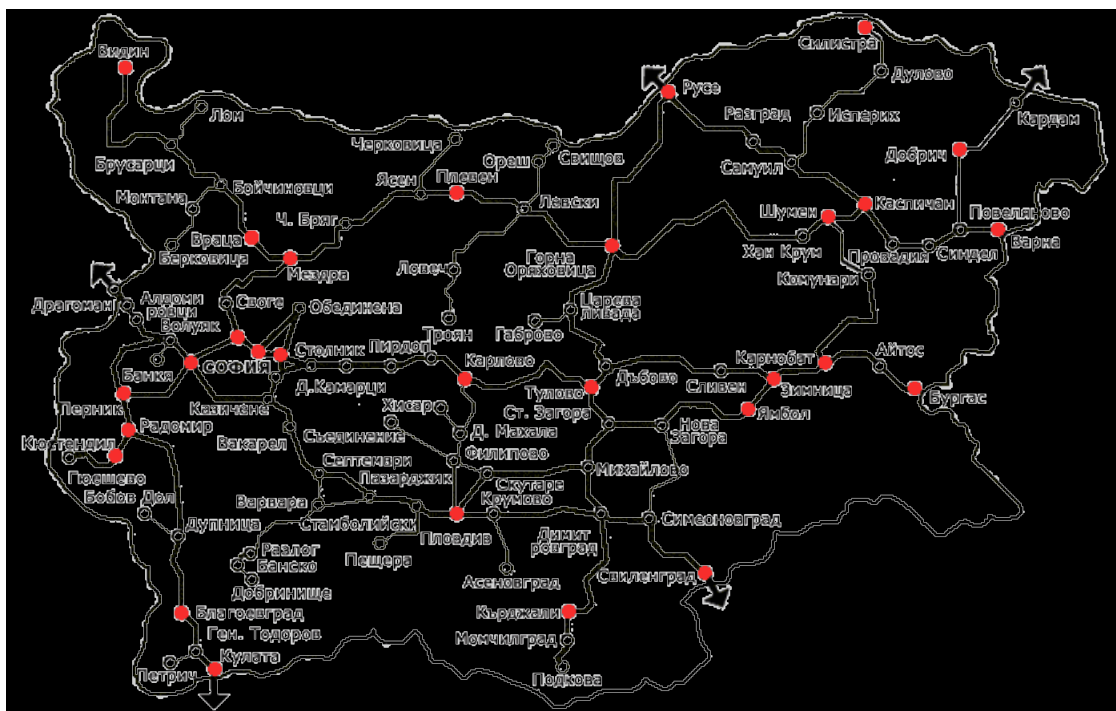 Видин
Силистра
Лом
Дулово
Русе
Исперих
Кардам
Разград
Черковица
Свищов
Ореш
Брусарци
Самуил
Добрич
Ясен
Плевен
Бойчиновци
Монтана
Левски
Каспичан
Шумен
Повеляново
Ч. Бряг
Враца
Варна
Берковица
Хан Крум
Провадия
Синдел
Горна
Оряховица
Мездра
Ловеч
Комунари
Драгоман
Алдоми
ровци
Своге
Обединена
Царева
ливада
Волуяк
Троян
Габрово
СОФИЯ
Столник
Пирдоп
Карлово
Карнобат
Айтос
Банкя
Д.Камарци
Тулово
Дъбово
Сливен
Зимница
Перник
Казичене
Хисар
Ст. Загора
Ямбол
Бургас
Радомир
Вакарел
Съединение
Д. Махала
Нова
Загора
Кюстендил
Филипово
Гюешево
Септември
Пазарджик
Скутаре
Михайлово
Бобов Дол
Варвара
Крумово
Дупница
Стамболийски
Пловдив
Димит
ровград
Симеоновград
Разлог
Банско
Пещера
Асеновград
Свиленград
Добринище
Благоевград
Кърджали
Ген. Тодоров
Момчилград
Кулата
Петрич
Подкова